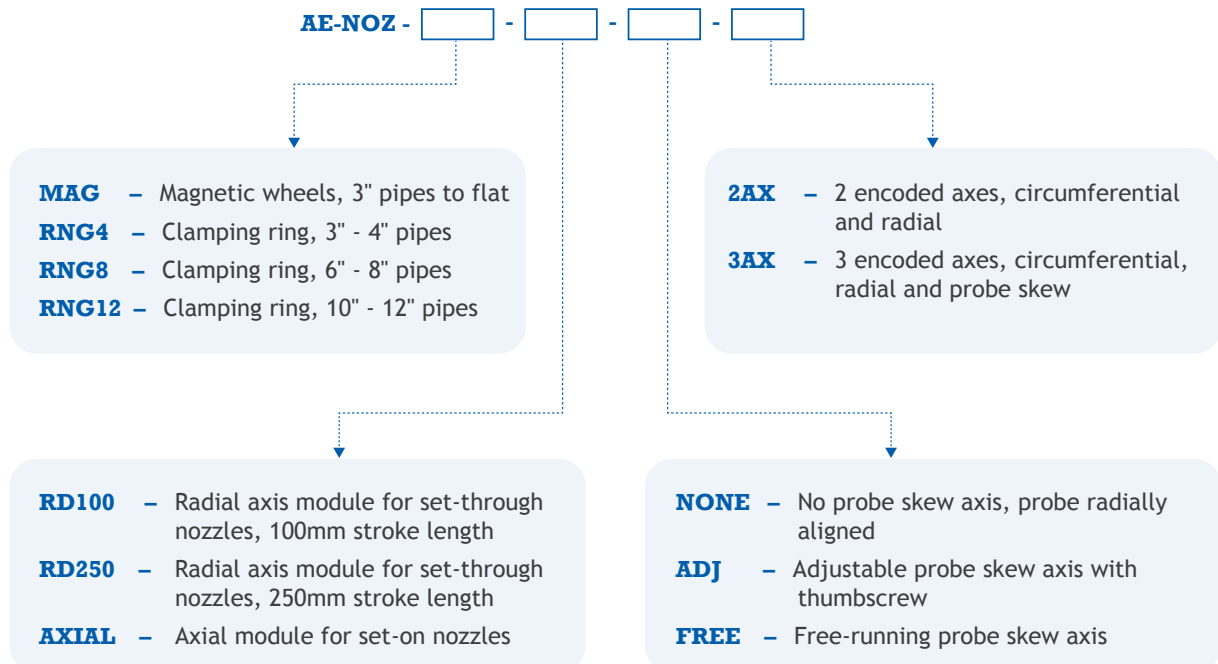 AE-NOZ - - - -
MAG – Magnetic wheels, 3" pipes to flat
RNG4 – Clamping ring, 3" - 4" pipes
RNG8 – Clamping ring, 6" - 8" pipes
RNG12 – Clamping ring, 10" - 12" pipes
2AX – 2 encoded axes, circumferential
and radial
3AX – 3 encoded axes, circumferential,
radial and probe skew
RD100 – Radial axis module for set-through
nozzles, 100mm stroke length
RD250 – Radial axis module for set-through
nozzles, 250mm stroke length
AXIAL – Axial module for set-on nozzles
NONE – No probe skew axis, probe radially
aligned
ADJ – Adjustable probe skew axis with
thumbscrew
FREE – Free-running probe skew axis